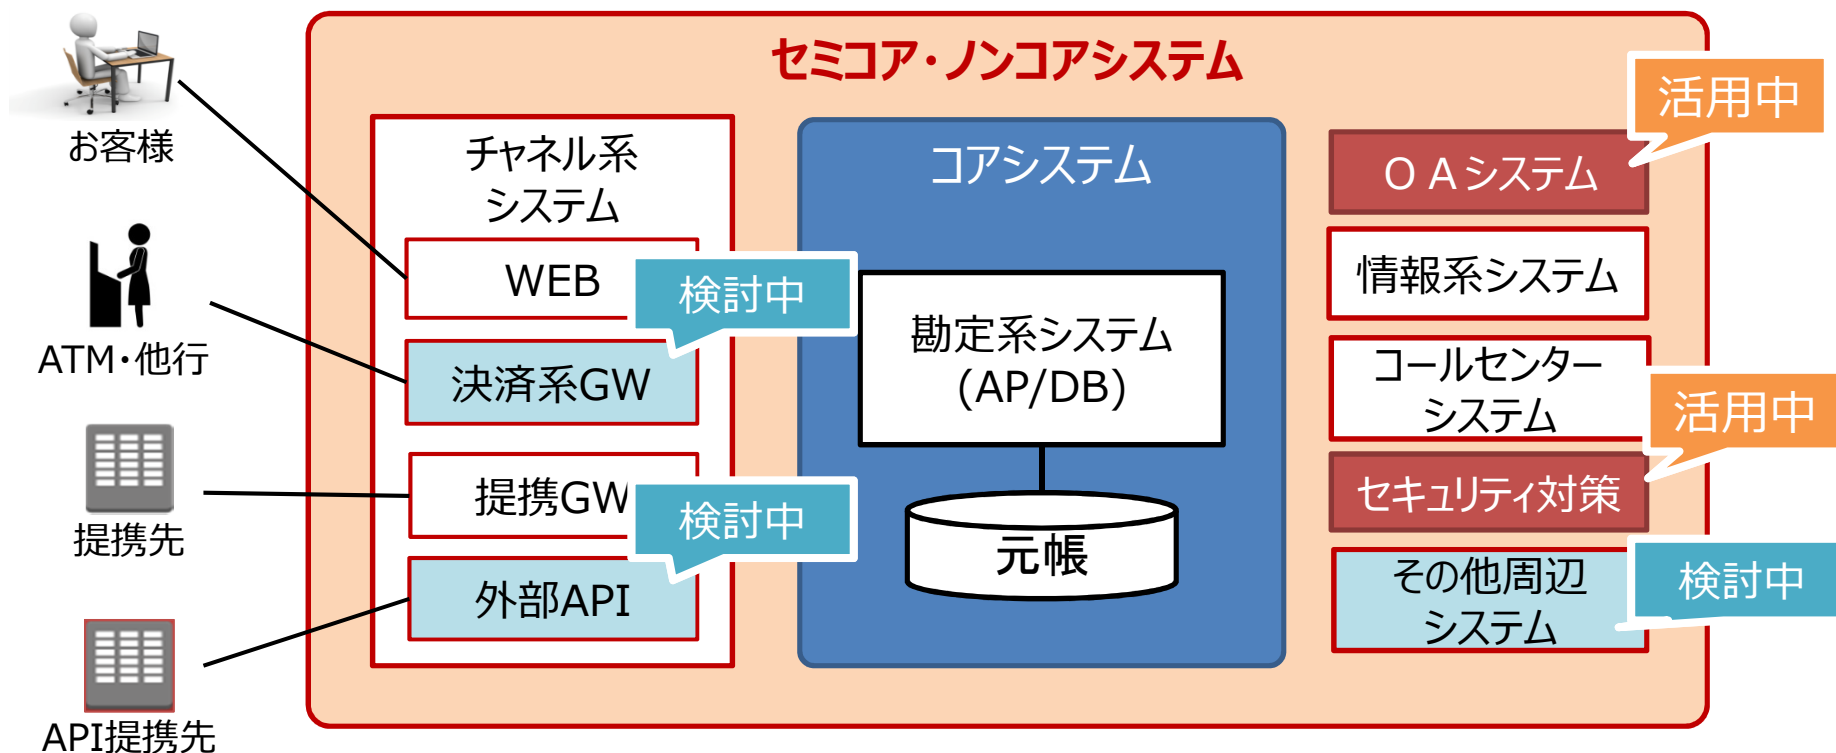 セミコア・ノンコアシステム
お客様
ATM・他行
提携先
API提携先
チャネル系
システム
WEB
検討中
決済系GW
提携GW
検討中
外部API
コアシステム
勘定系システム
(AP/DB)
元帳
活用中
ＯＡシステム
情報系システム
コールセンター
システム
活用中
セキュリティ対策
その他周辺
システム
検討中